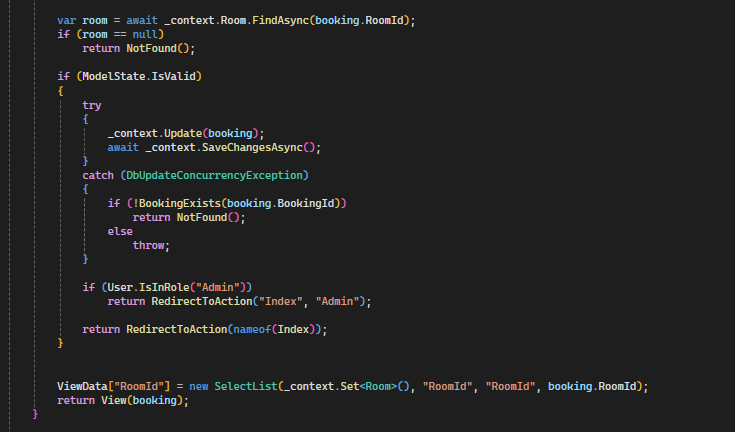 var room = await _context.Room.FindAsync(booking.RoomId);
if (room == null)
return NotFound();
if (ModelState.IsValid)
{
try
{
_context.Update(booking);
await _context.SaveChangesAsync();
}
catch (DbUpdateConcurrencyException)
{
if (!BookingExists(booking.BookingId))
return NotFound();
else
throw;
}
if (User.IsInRole("Admin"))
return RedirectToAction("Index", "Admin");
return RedirectToAction(nameof(Index));
}
ViewData["RoomId"] = new SelectList(_context.Set<Room>(), "RoomId", "RoomId", booking.RoomId);
return View(booking);
}